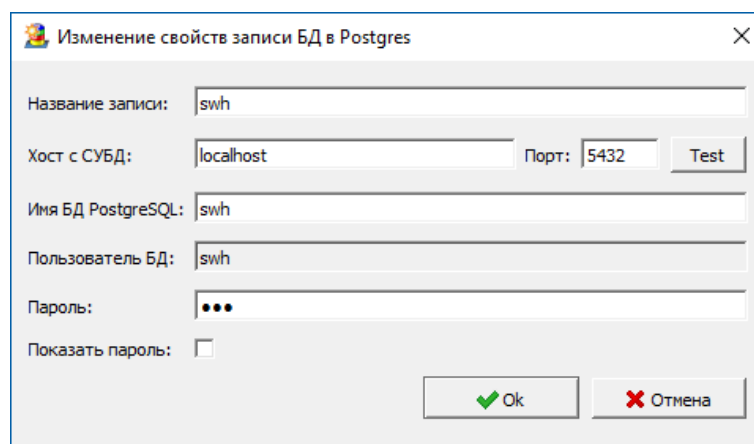 Изменение свойств записи БД в Postgres
Название записи: swh
Хост с СУБД: localhost Порт: 5432 Test
Имя БД PostgreSQL: swh
Пользователь БД: swh
Пароль: •••
Показать пароль:
Ok Отмена